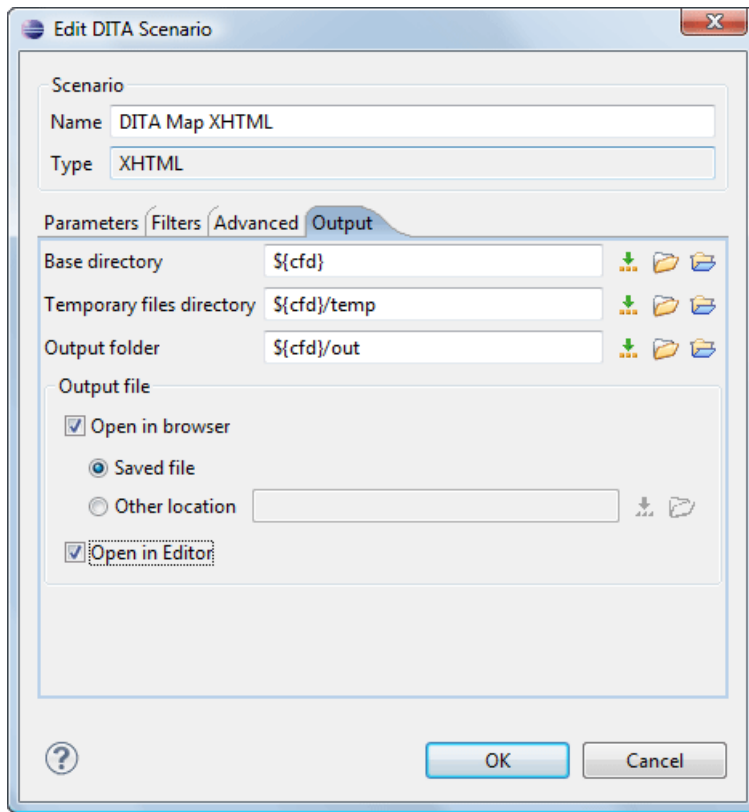 Edit DITA Scenario
Scenario
Name DITA Map XHTML
Type XHTML
Parameters Filters Advanced Output
Base directory ${cfd}
Temporary files directory ${cfd}/temp
Output folder ${cfd}/out
Output file
Open in browser
Saved file
Other location
Open in Editor
OK Cancel